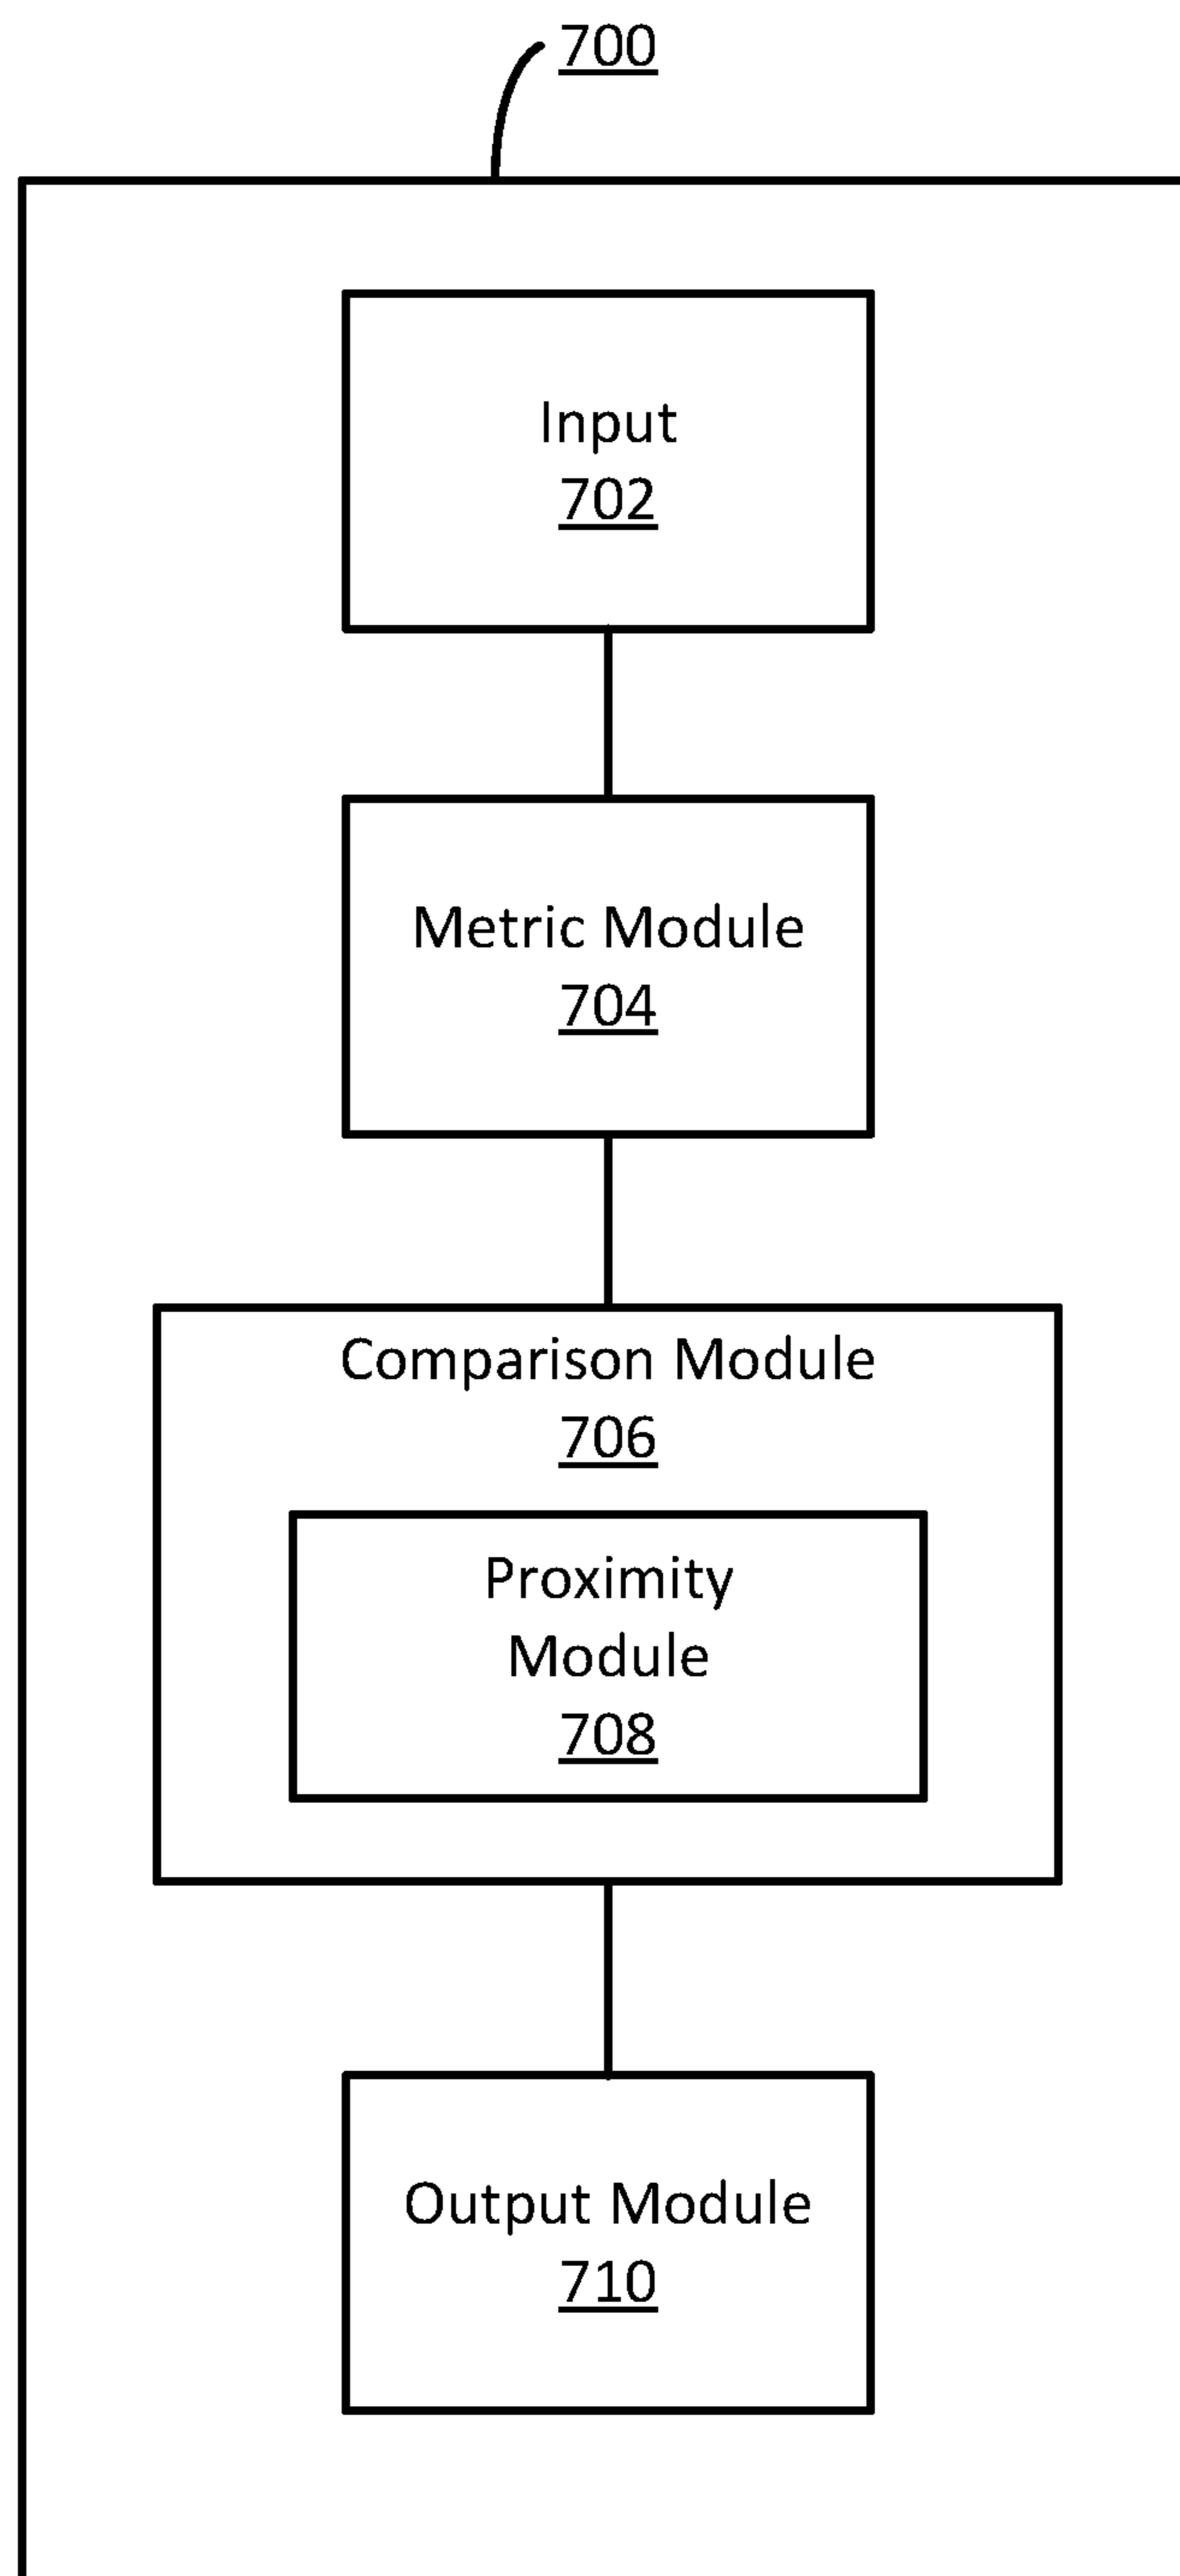 700
Input
702
Metric Module
704
Comparison Module
706
Proximity
Module
708
Output Module
710